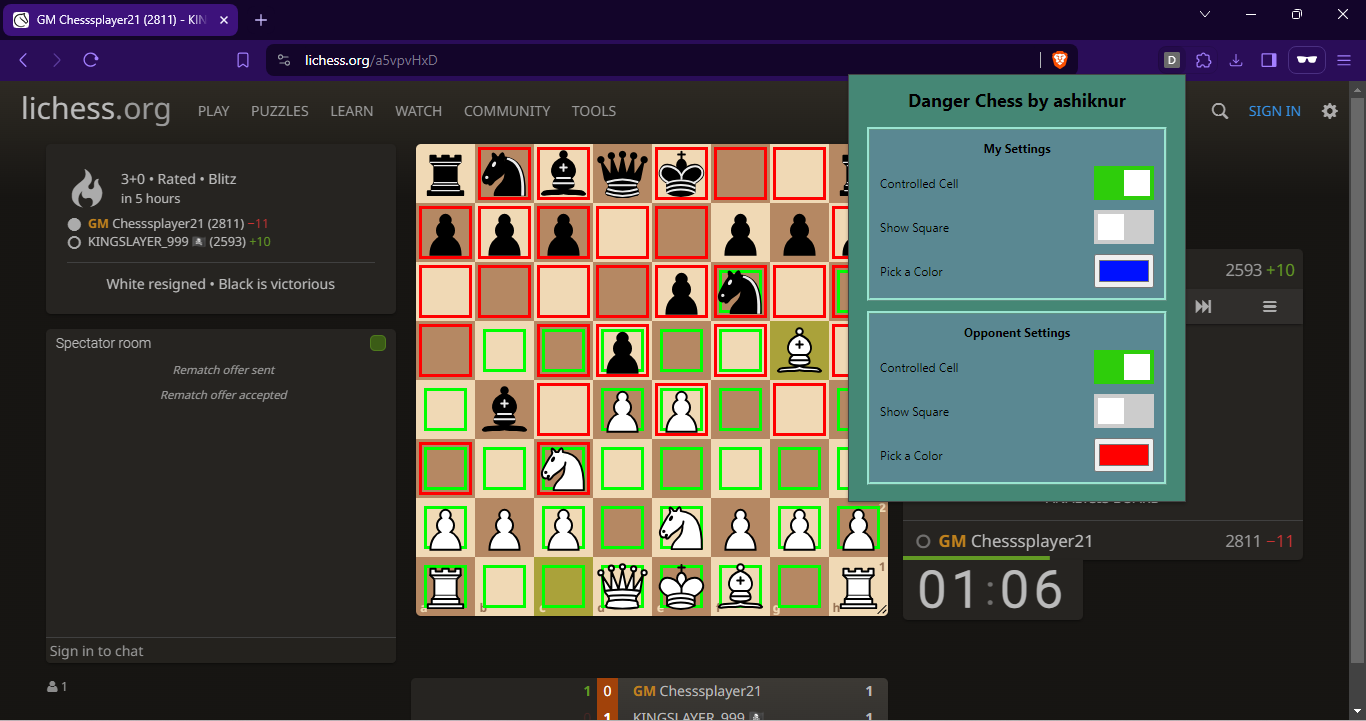 GM Chesssplayer21 (2811) - KIN
lichess.org/a5vpvHxD
D
lichess.org
PLAY
PUZZLES
LEARN
WATCH
COMMUNITY
TOOLS
SIGN IN
3+0 • Rated • Blitz
in 5 hours
GM Chesssplayer21 (2811) −11
KINGSLAYER_999 (2593) +10
White resigned • Black is victorious
Spectator room
Rematch offer sent
Rematch offer accepted
Sign in to chat
1
Danger Chess by ashiknur
My Settings
Controlled Cell
Show Square
Pick a Color
Opponent Settings
Controlled Cell
Show Square
Pick a Color
2593 +10
GM Chesssplayer21 2811 −11
01:06
2
1
a b c d e f g h
1 0 GM Chesssplayer21 1
0 1 KINGSLAYER_999 1